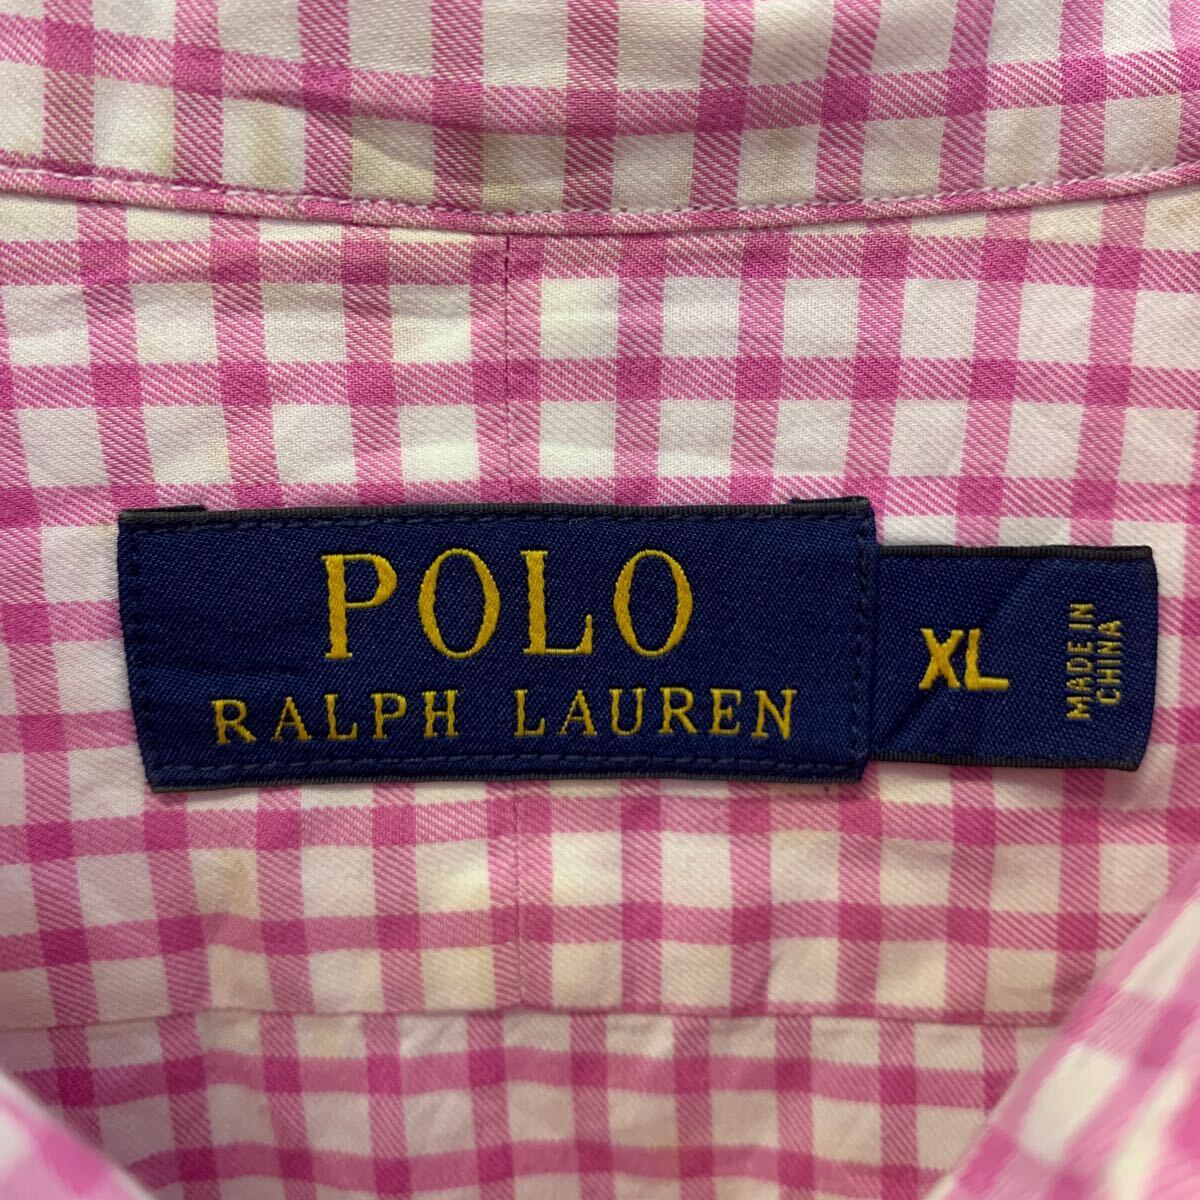 POLO
RALPH LAUREN
XL
MADE IN
CHINA